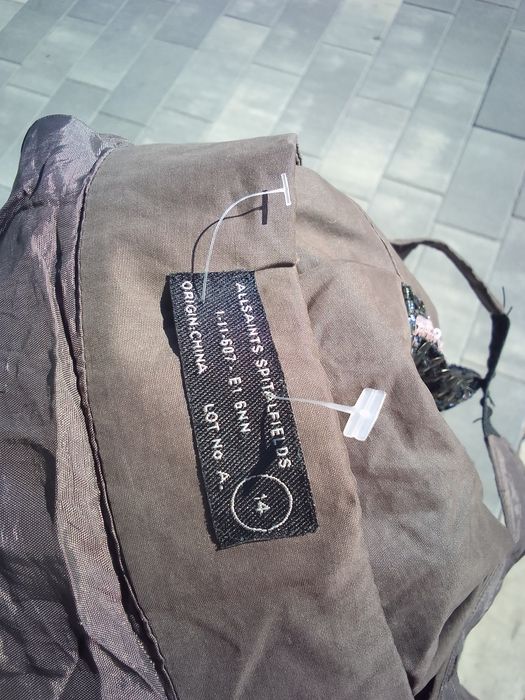 ALLSAINTS SPITALFIELDS
1-11-507- E1 6NN
ORIGIN:CHINA LOT NO A.
14